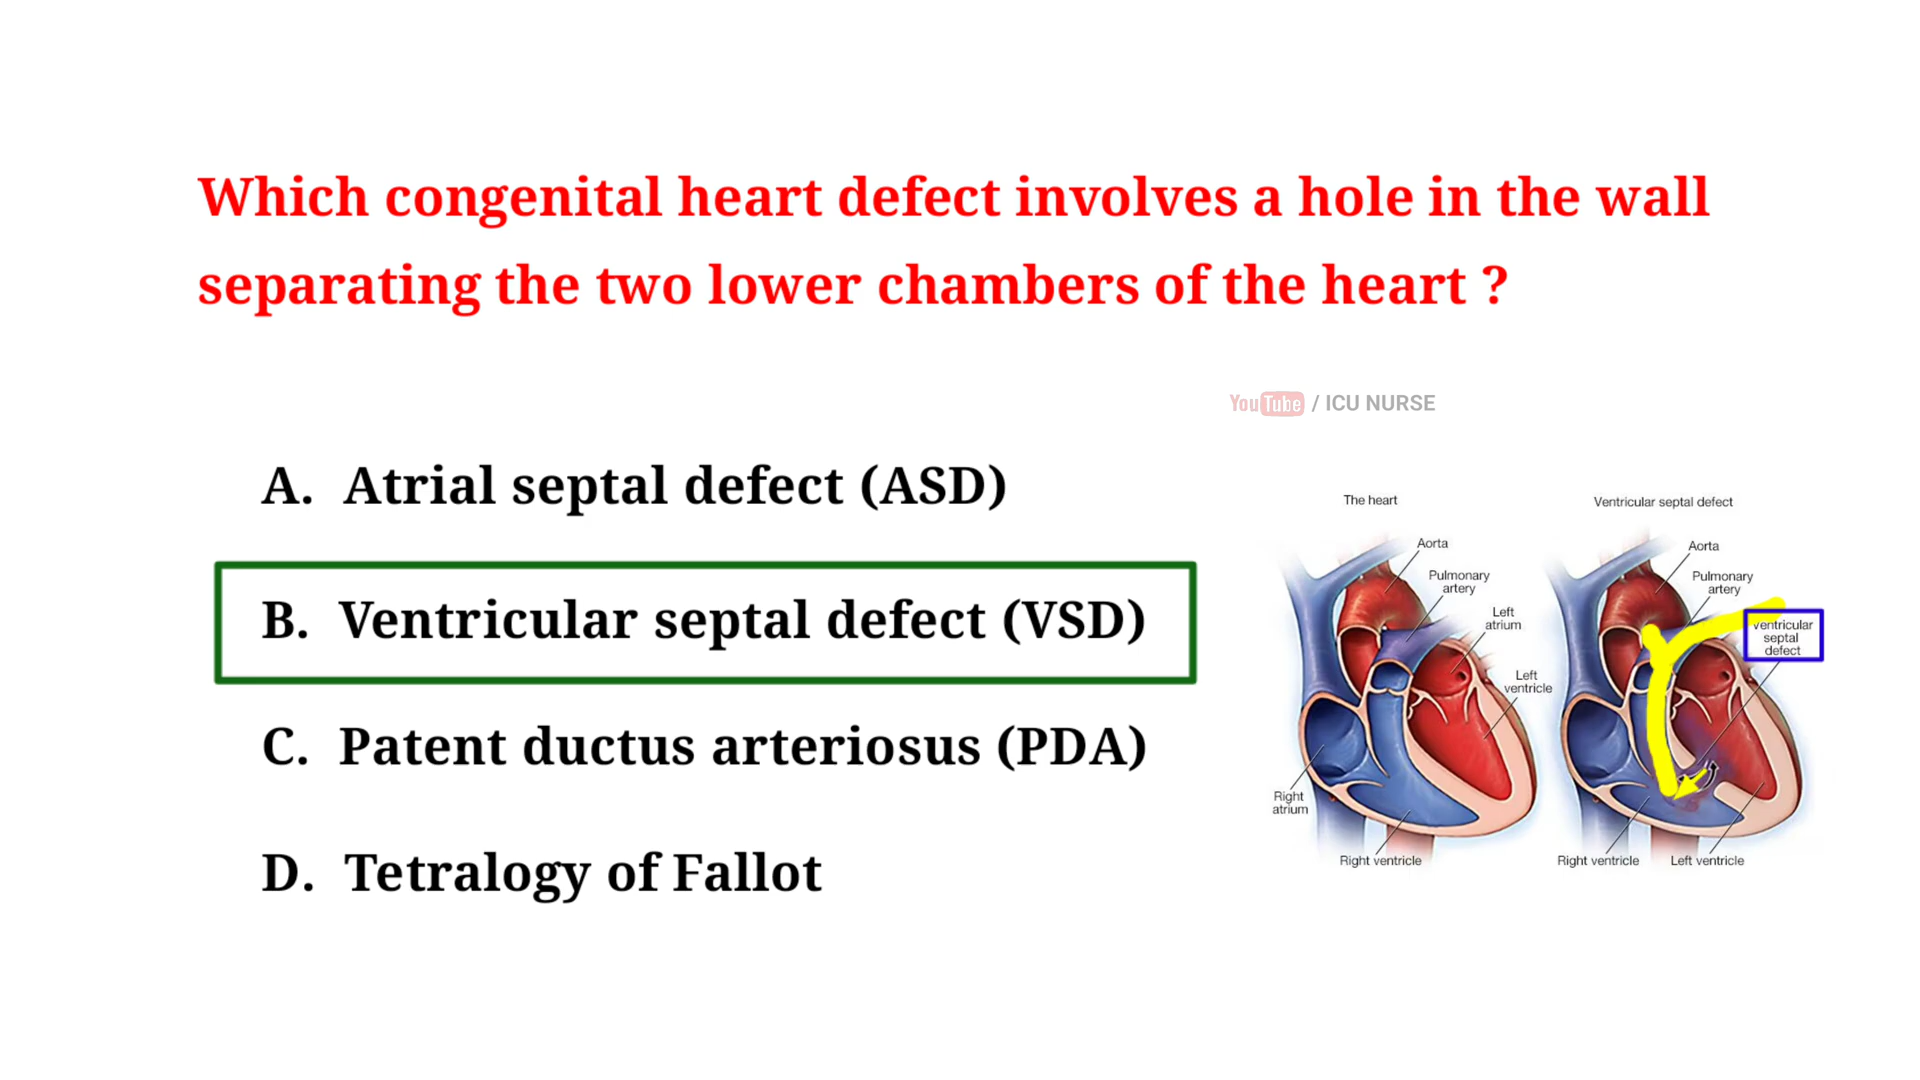 Which congenital heart defect involves a hole in the wall
separating the two lower chambers of the heart ?
YouTube / ICU NURSE
A. Atrial septal defect (ASD)
B. Ventricular septal defect (VSD)
C. Patent ductus arteriosus (PDA)
D. Tetralogy of Fallot
The heart
Aorta
Pulmonary
artery
Left
atrium
Left
ventricle
Right
atrium
Right ventricle
Ventricular septal defect
Aorta
Pulmonary
artery
Ventricular
septal
defect
Right ventricle
Left ventricle